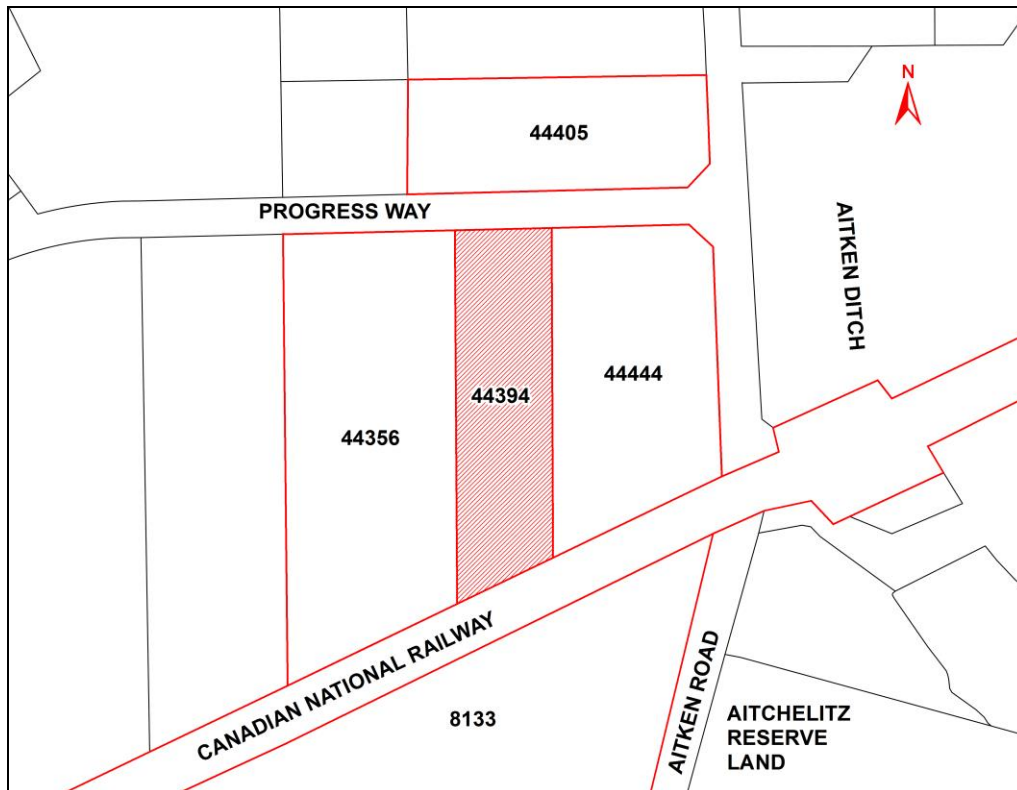 N
44405
PROGRESS WAY
AITKEN DITCH
44444
44394
44356
CANADIAN NATIONAL RAILWAY
8133
AITKEN ROAD
AITCHELITZ
RESERVE
LAND